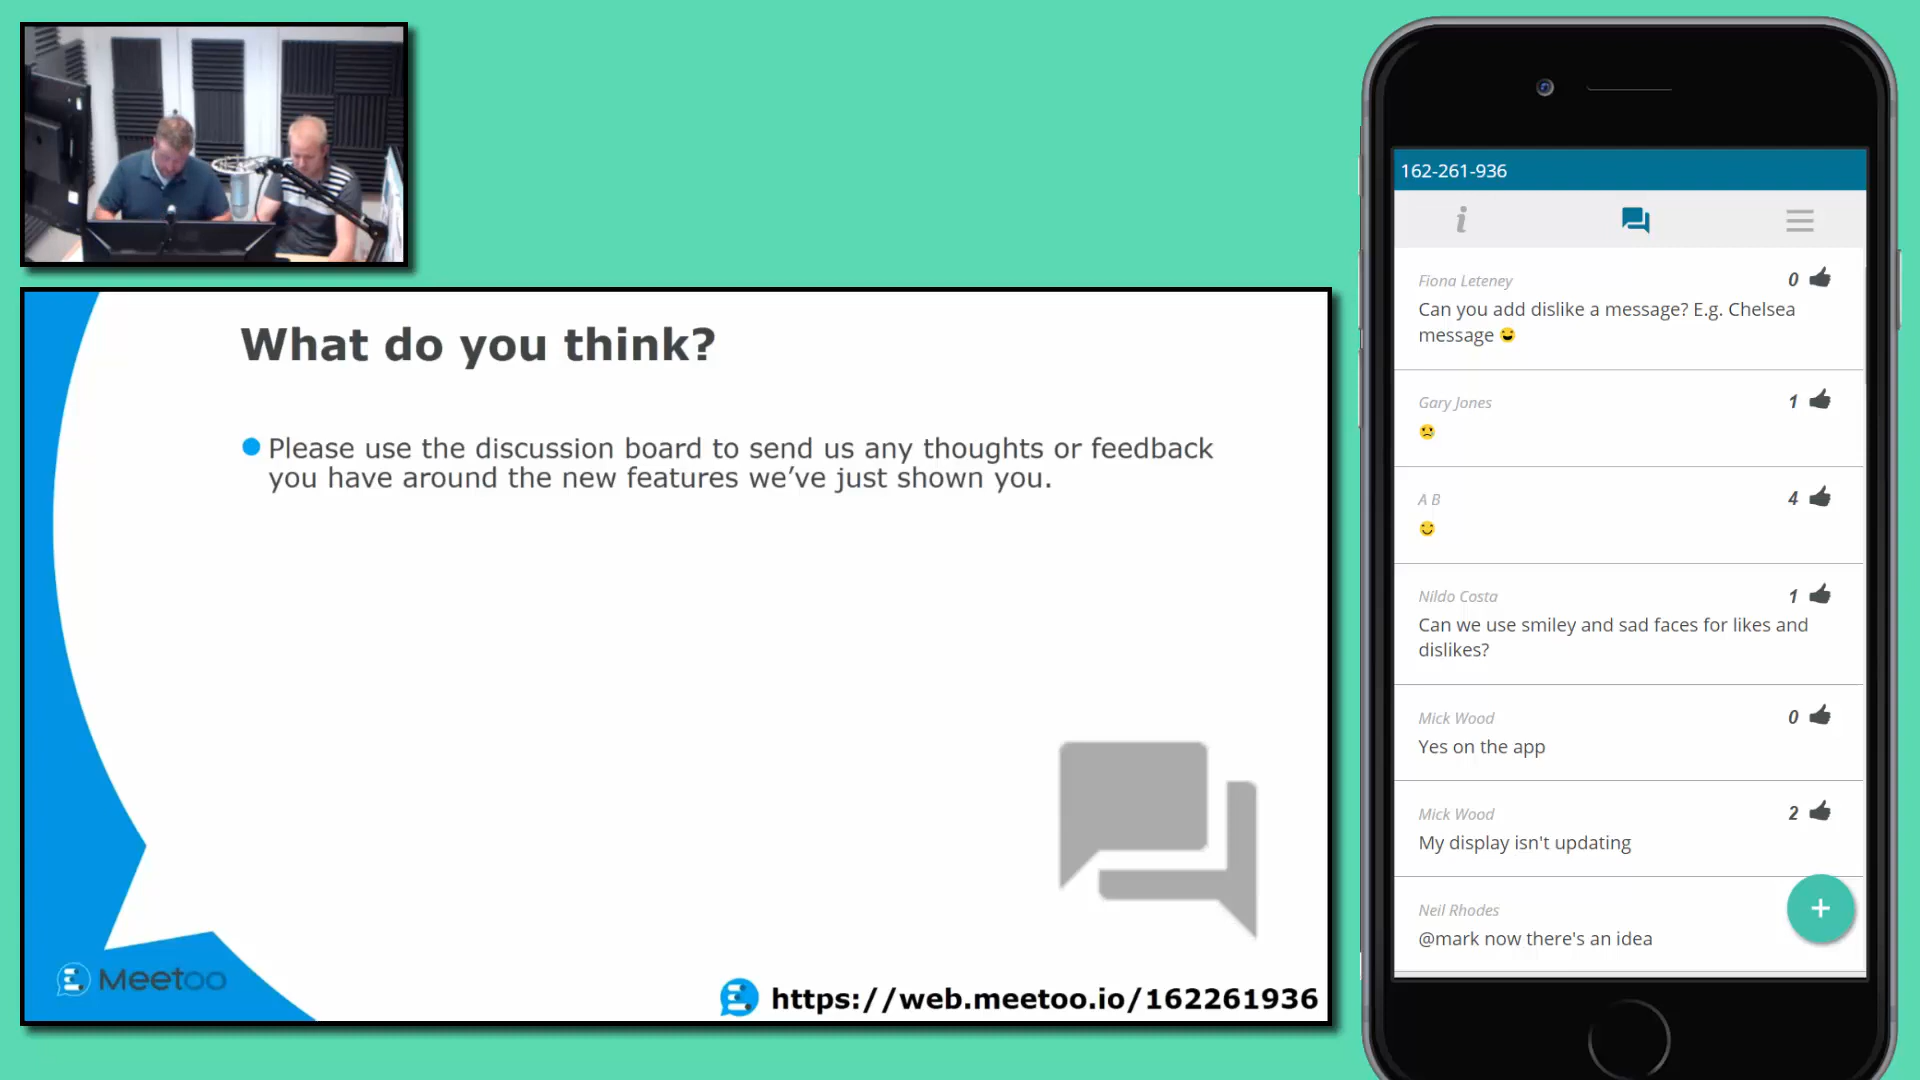 What do you think?
Please use the discussion board to send us any thoughts or feedback
you have around the new features we’ve just shown you.
Meetoo
https://web.meetoo.io/162261936
162-261-936
Fiona Leteney
0
Can you add dislike a message? E.g. Chelsea
message 😃
Gary Jones
1
🙁
A B
4
🙂
Nildo Costa
1
Can we use smiley and sad faces for likes and
dislikes?
Mick Wood
0
Yes on the app
Mick Wood
2
My display isn't updating
Neil Rhodes
@mark now there's an idea